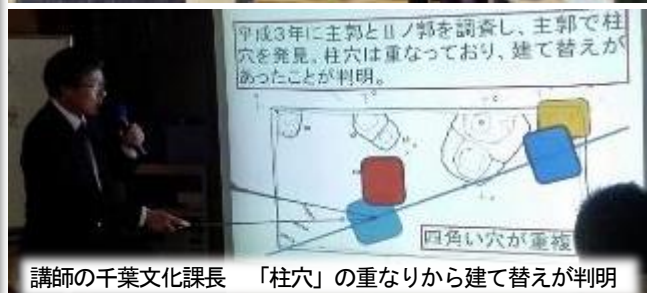 平成3年に主郭とⅡノ郭を調査し、主郭で柱
穴を発見。柱穴は重なっており、建て替えが
あったことが判明。
四角い穴が重複
講師の千葉文化課長　「柱穴」の重なりから建て替えが判明